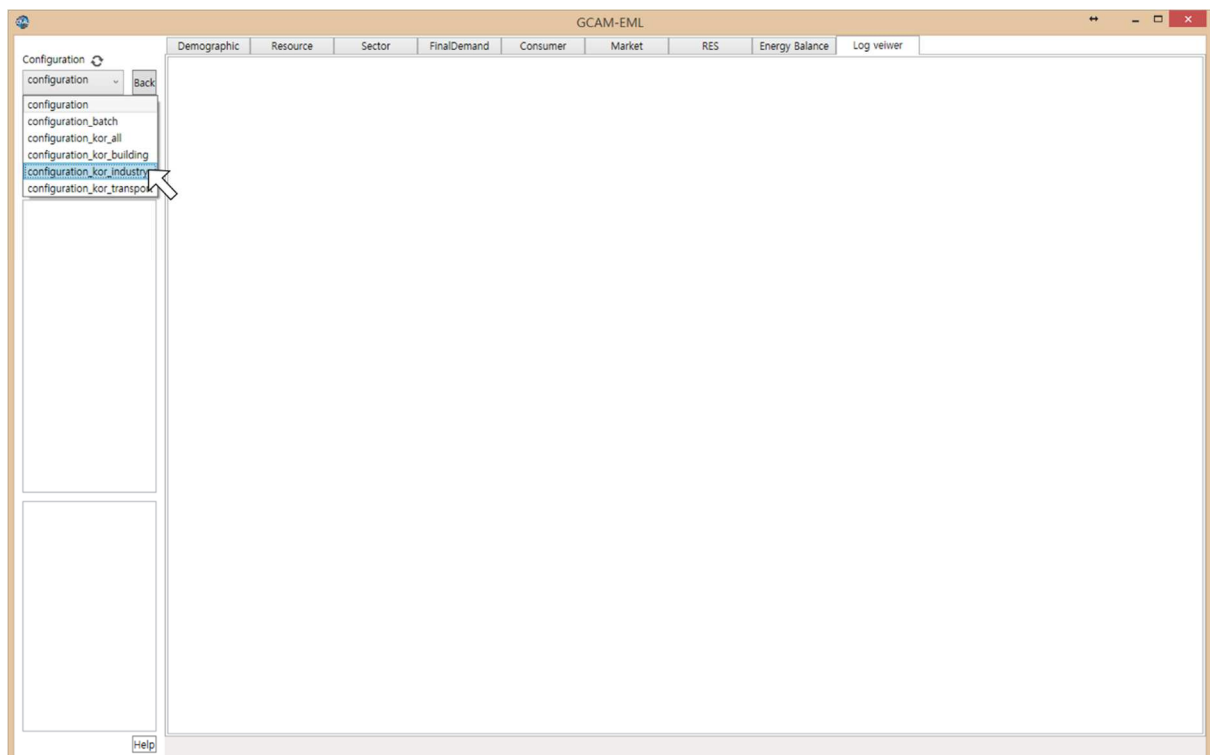 GCAM-EML
Demographic Resource Sector FinalDemand Consumer Market RES Energy Balance Log veiwer
Configuration
configuration Back
configuration
configuration_batch
configuration_kor_all
configuration_kor_building
configuration_kor_industry
configuration_kor_transport
Help